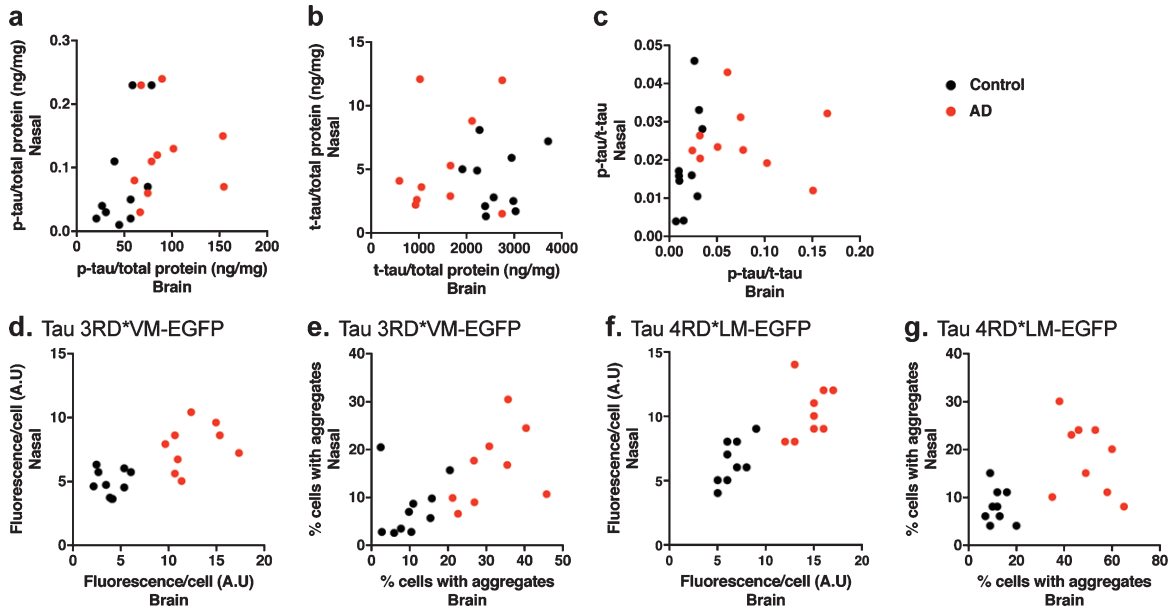 a
p-tau/total protein (ng/mg)
Nasal
0.3
0.2
0.1
0.0
0 50 100 150 200
p-tau/total protein (ng/mg)
Brain
b
t-tau/total protein (ng/mg)
Nasal
15
10
5
0
0 1000 2000 3000 4000
t-tau/total protein (ng/mg)
Brain
c
p-tau/t-tau
Nasal
0.05
0.04
0.03
0.02
0.01
0.00
0.00 0.05 0.10 0.15 0.20
p-tau/t-tau
Brain
Control
AD
d. Tau 3RD*VM-EGFP
Fluorescence/cell (A.U)
Nasal
15
10
5
0
0 5 10 15 20
Fluorescence/cell (A.U)
Brain
e. Tau 3RD*VM-EGFP
% cells with aggregates
Nasal
40
30
20
10
0
0 10 20 30 40 50
% cells with aggregates
Brain
f. Tau 4RD*LM-EGFP
Fluorescence/cell (A.U)
Nasal
15
10
5
0
0 5 10 15 20
Fluorescence/cell (A.U)
Brain
g. Tau 4RD*LM-EGFP
% cells with aggregates
Nasal
40
30
20
10
0
0 20 40 60 80
% cells with aggregates
Brain